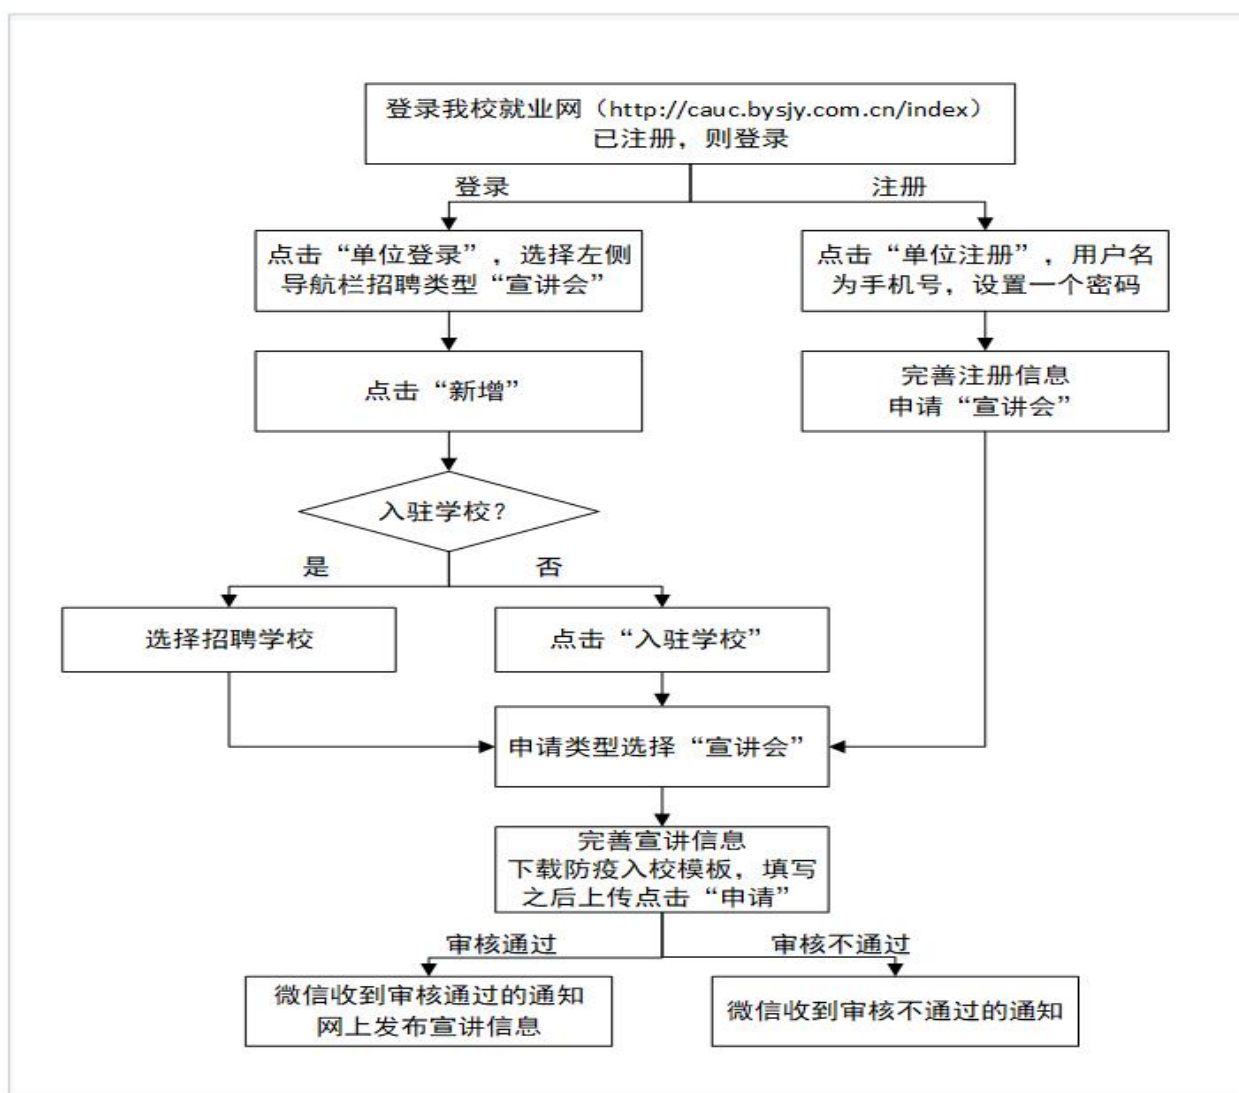 登录我校就业网（http://cauc.bysjy.com.cn/index）
已注册，则登录
登录
注册
点击“单位登录”，选择左侧
导航栏招聘类型“宣讲会”
点击“单位注册”，用户名
为手机号，设置一个密码
点击“新增”
完善注册信息
申请“宣讲会”
入驻学校？
是
否
选择招聘学校
点击“入驻学校”
申请类型选择“宣讲会”
完善宣讲信息
下载防疫入校模板，填写
之后上传点击“申请”
审核通过
审核不通过
微信收到审核通过的通知
网上发布宣讲信息
微信收到审核不通过的通知